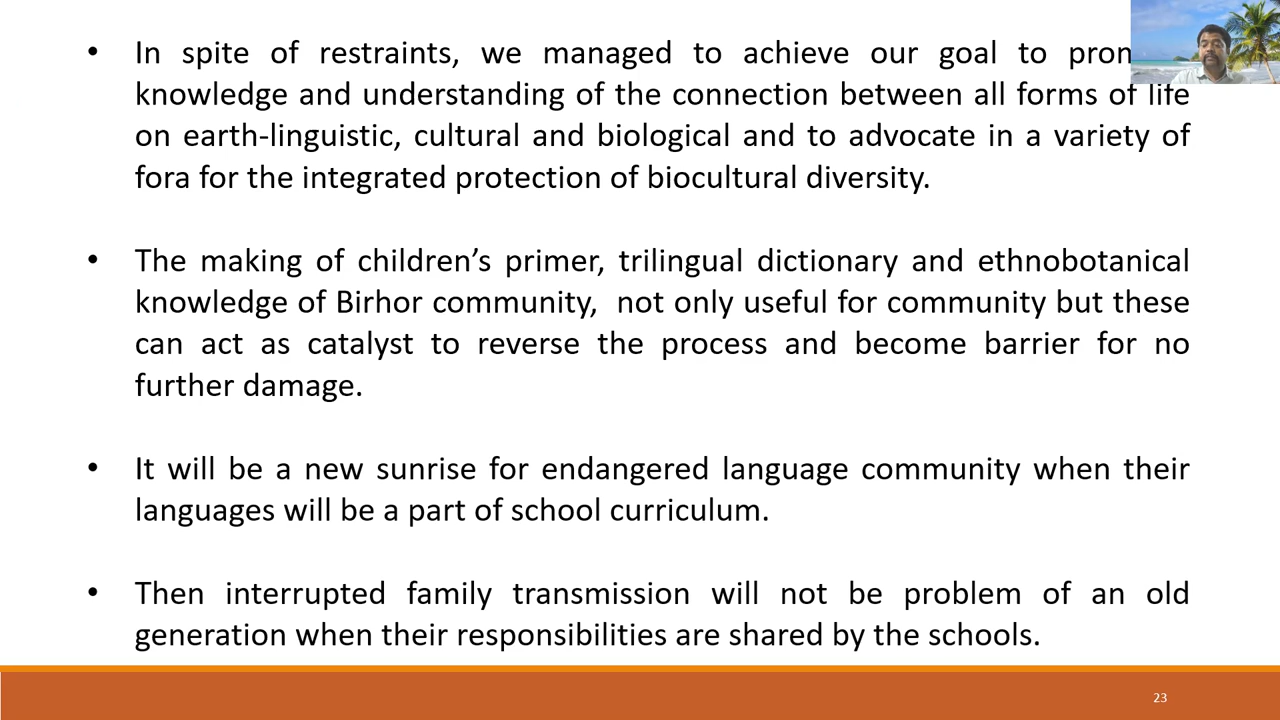 • In spite of restraints, we managed to achieve our goal to
knowledge and understanding of the connection between all forms of life
on earth-linguistic, cultural and biological and to advocate in a variety of
fora for the integrated protection of biocultural diversity.
• The making of children’s primer, trilingual dictionary and ethnobotanical
knowledge of Birhor community, not only useful for community but these
can act as catalyst to reverse the process and become barrier for no
further damage.
• It will be a new sunrise for endangered language community when their
languages will be a part of school curriculum.
• Then interrupted family transmission will not be problem of an old
generation when their responsibilities are shared by the schools.
23